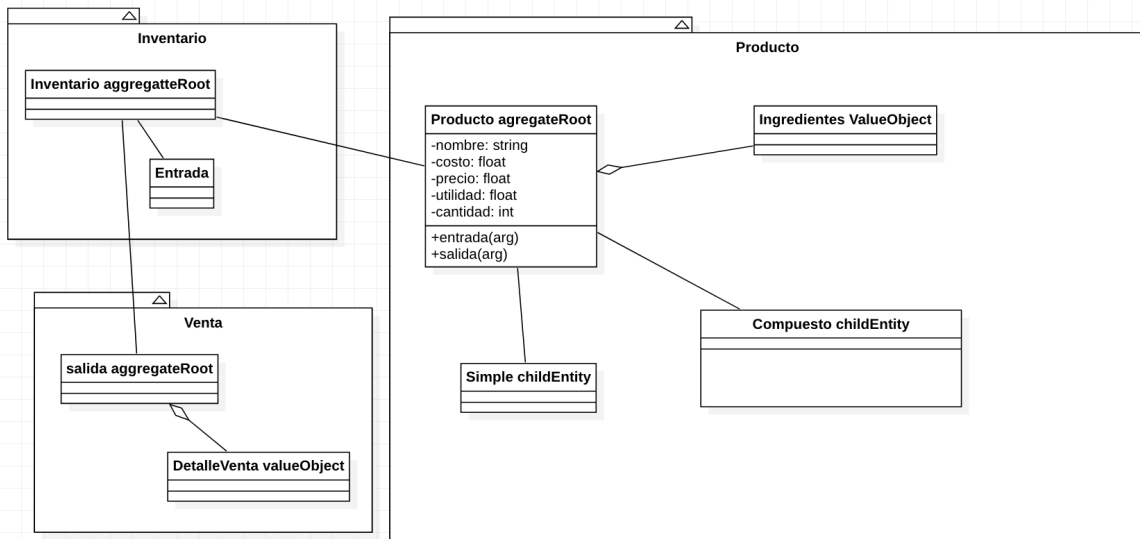 Inventario
Inventario aggregatteRoot
Entrada
Venta
salida aggregateRoot
DetalleVenta valueObject
Producto
Producto agregateRoot
-nombre: string
-costo: float
-precio: float
-utilidad: float
-cantidad: int
+entrada(arg)
+salida(arg)
Ingredientes ValueObject
Simple childEntity
Compuesto childEntity